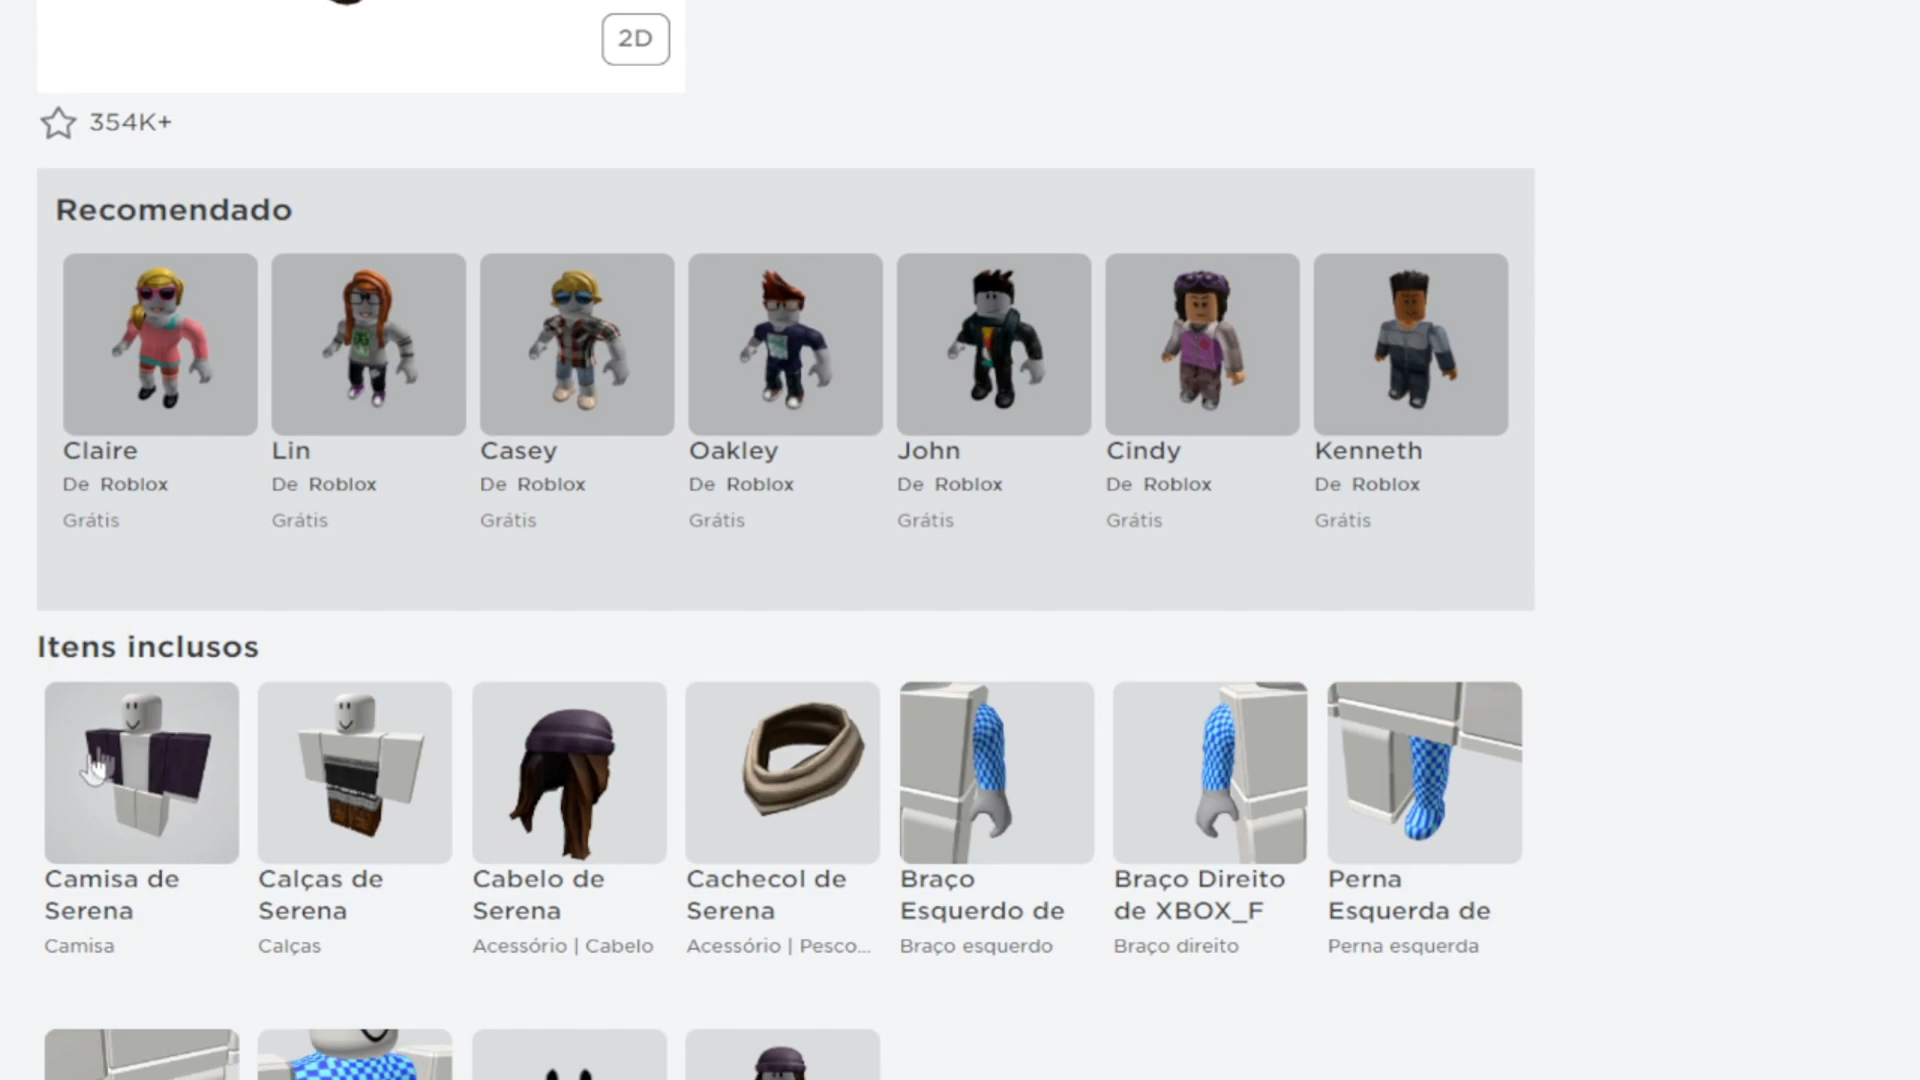 2D
354K+
Recomendado
Claire
De Roblox
Grátis
Lin
De Roblox
Grátis
Casey
De Roblox
Grátis
Oakley
De Roblox
Grátis
John
De Roblox
Grátis
Cindy
De Roblox
Grátis
Kenneth
De Roblox
Grátis
Itens inclusos
Camisa de
Serena
Camisa
Calças de
Serena
Calças
Cabelo de
Serena
Acessório | Cabelo
Cachecol de
Serena
Acessório | Pesco...
Braço
Esquerdo de
Braço esquerdo
Braço Direito
de XBOX_F
Braço direito
Perna
Esquerda de
Perna esquerda